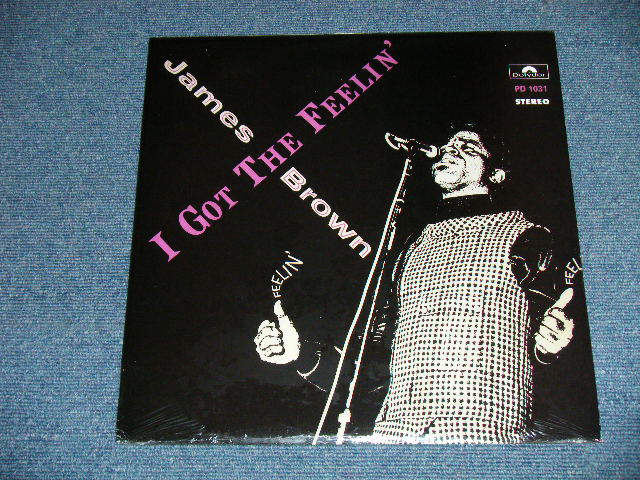 James Brown
I GOT THE FEELIN'
Polydor
PD 1031
STEREO
FEELIN'
FEEL